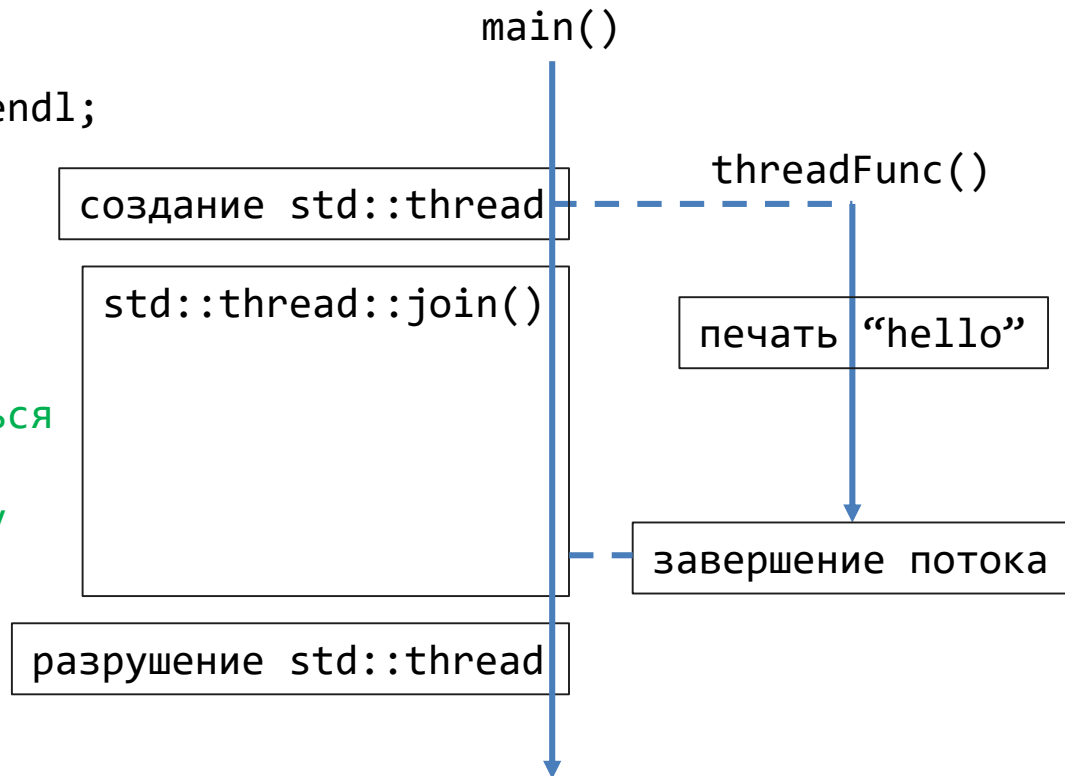 main()
endl;
threadFunc()
создание std::thread
std::thread::join()
печать “hello”
ься
завершение потока
разрушение std::thread